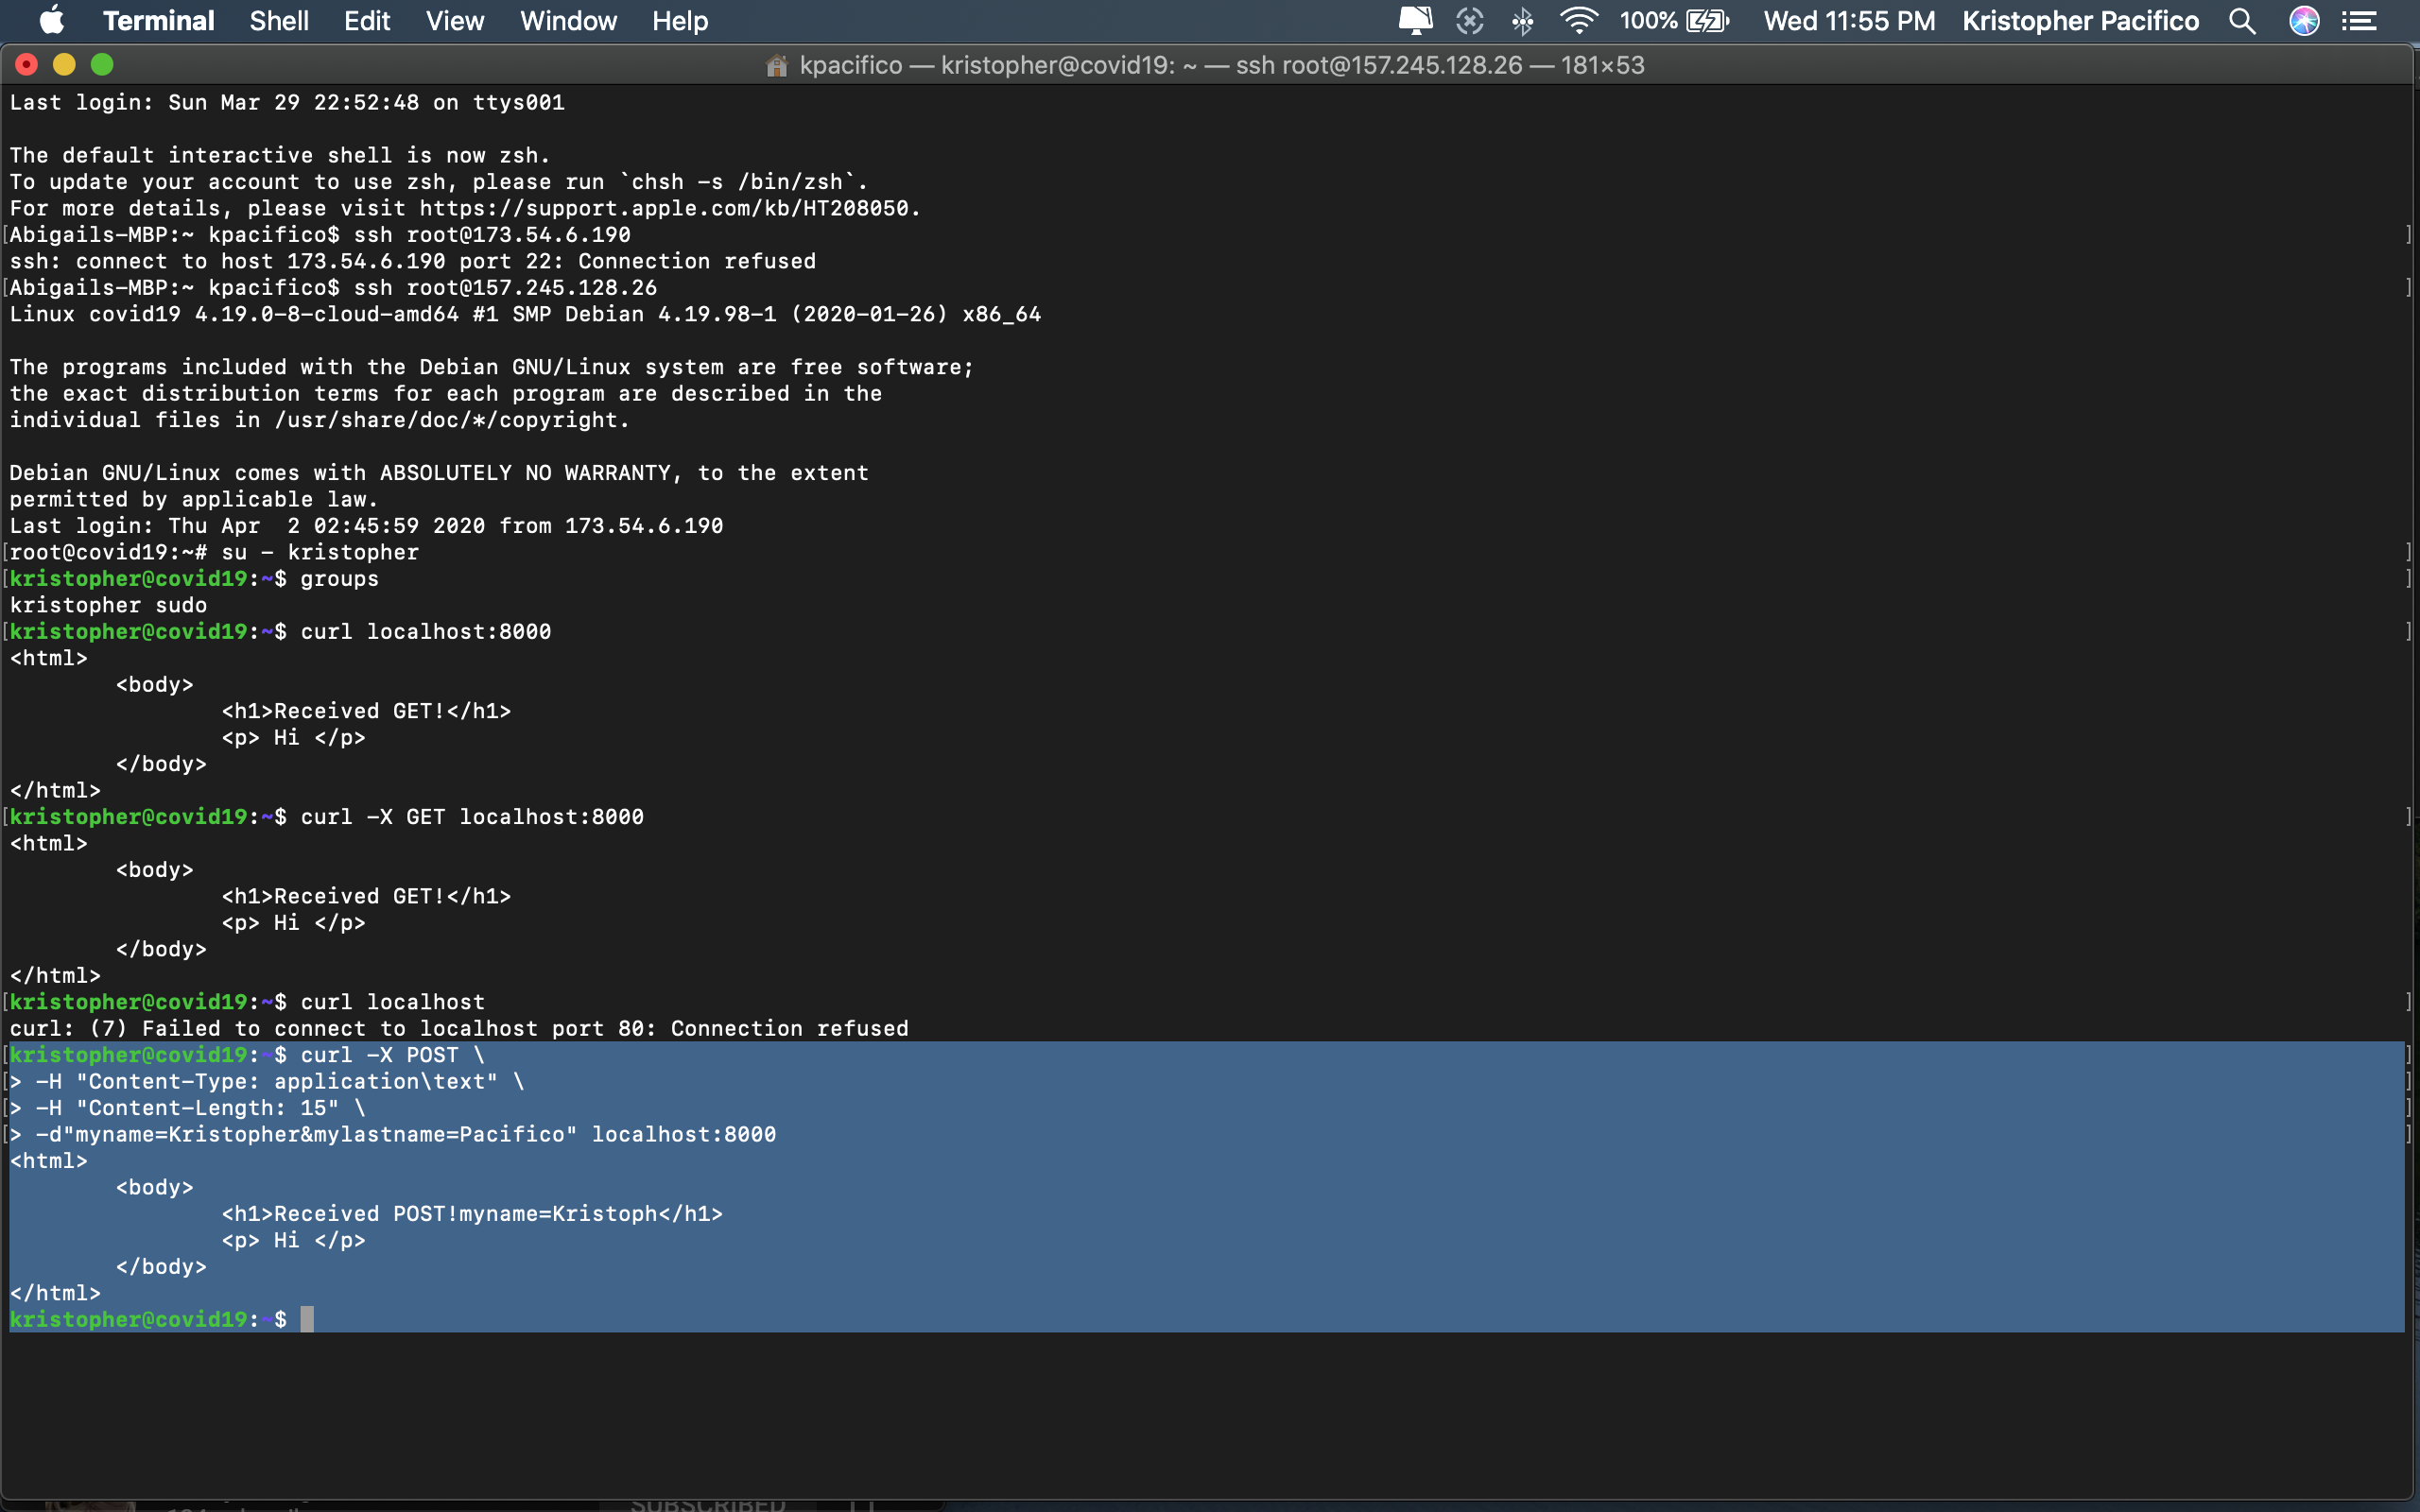 Terminal Shell Edit View Window Help 100% Wed 11:55 PM Kristopher Pacifico
kpacifico — kristopher@covid19: ~ — ssh root@157.245.128.26 — 181×53
Last login: Sun Mar 29 22:52:48 on ttys001
The default interactive shell is now zsh.
To update your account to use zsh, please run `chsh -s /bin/zsh`.
For more details, please visit https://support.apple.com/kb/HT208050.
[Abigails-MBP:~ kpacifico$ ssh root@173.54.6.190 ]
ssh: connect to host 173.54.6.190 port 22: Connection refused
[Abigails-MBP:~ kpacifico$ ssh root@157.245.128.26 ]
Linux covid19 4.19.0-8-cloud-amd64 #1 SMP Debian 4.19.98-1 (2020-01-26) x86_64
The programs included with the Debian GNU/Linux system are free software;
the exact distribution terms for each program are described in the
individual files in /usr/share/doc/*/copyright.
Debian GNU/Linux comes with ABSOLUTELY NO WARRANTY, to the extent
permitted by applicable law.
Last login: Thu Apr  2 02:45:59 2020 from 173.54.6.190
[root@covid19:~# su - kristopher ]
[kristopher@covid19:~$ groups ]
kristopher sudo
[kristopher@covid19:~$ curl localhost:8000 ]
<html>
<body>
<h1>Received GET!</h1>
<p> Hi </p>
</body>
</html>
[kristopher@covid19:~$ curl -X GET localhost:8000 ]
<html>
<body>
<h1>Received GET!</h1>
<p> Hi </p>
</body>
</html>
[kristopher@covid19:~$ curl localhost ]
curl: (7) Failed to connect to localhost port 80: Connection refused
[kristopher@covid19:~$ curl -X POST \ ]
[> -H "Content-Type: application\text" \ ]
[> -H "Content-Length: 15" \ ]
[> -d"myname=Kristopher&mylastname=Pacifico" localhost:8000 ]
<html>
<body>
<h1>Received POST!myname=Kristoph</h1>
<p> Hi </p>
</body>
</html>
kristopher@covid19:~$
SUBSCRIBED